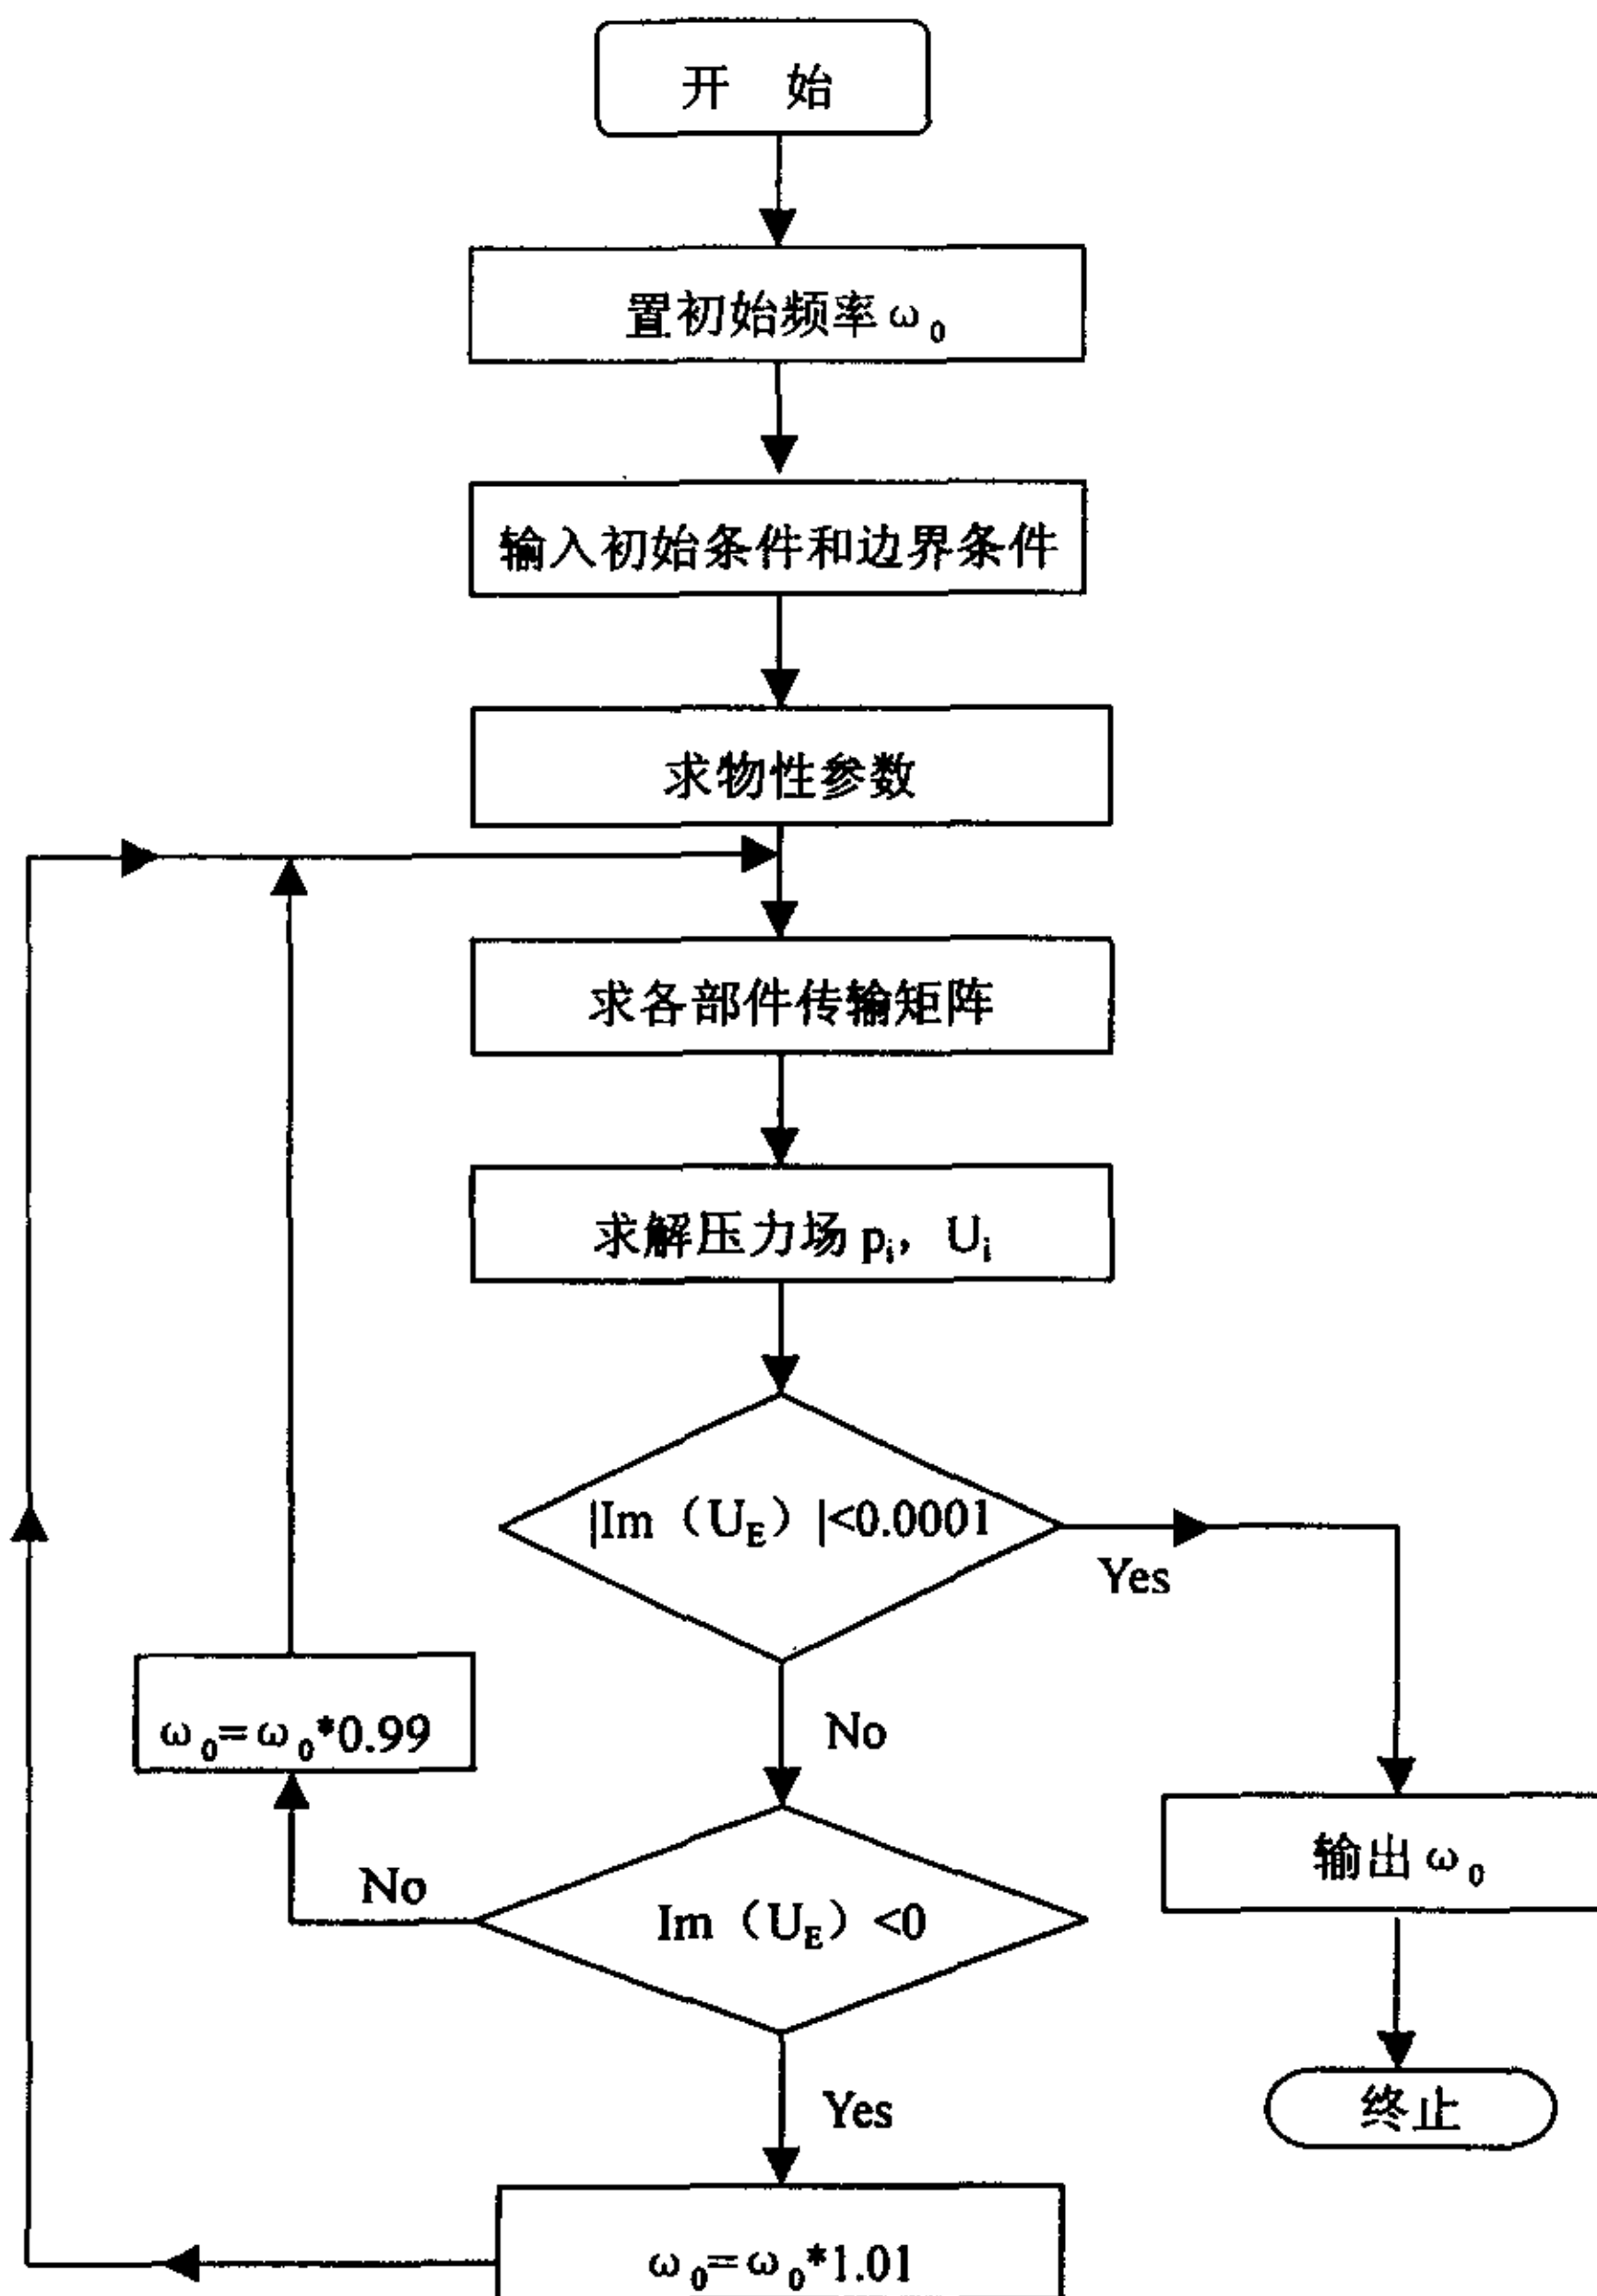 开 始
置初始频率ω₀
输入初始条件和边界条件
求物性参数
求各部件传输矩阵
求解压力场 pᵢ, Uᵢ
|Im（U_E）|<0.0001
Yes
No
ω₀=ω₀*0.99
No
Im（U_E）<0
输出ω₀
Yes
终止
ω₀=ω₀*1.01